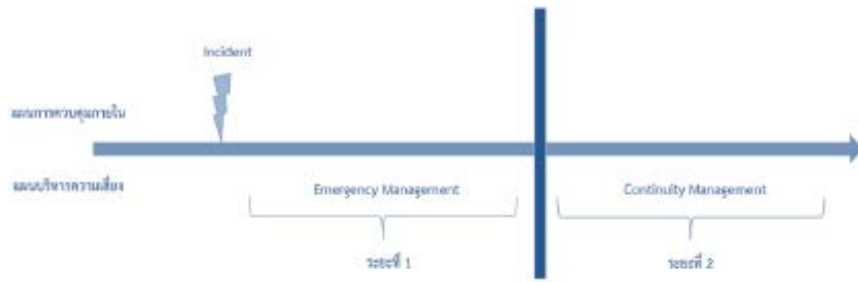 Incident
แผนการควบคุมภายใน
แผนบริหารความเสี่ยง
Emergency Management
Continuity Management
ระยะที่ 1
ระยะที่ 2